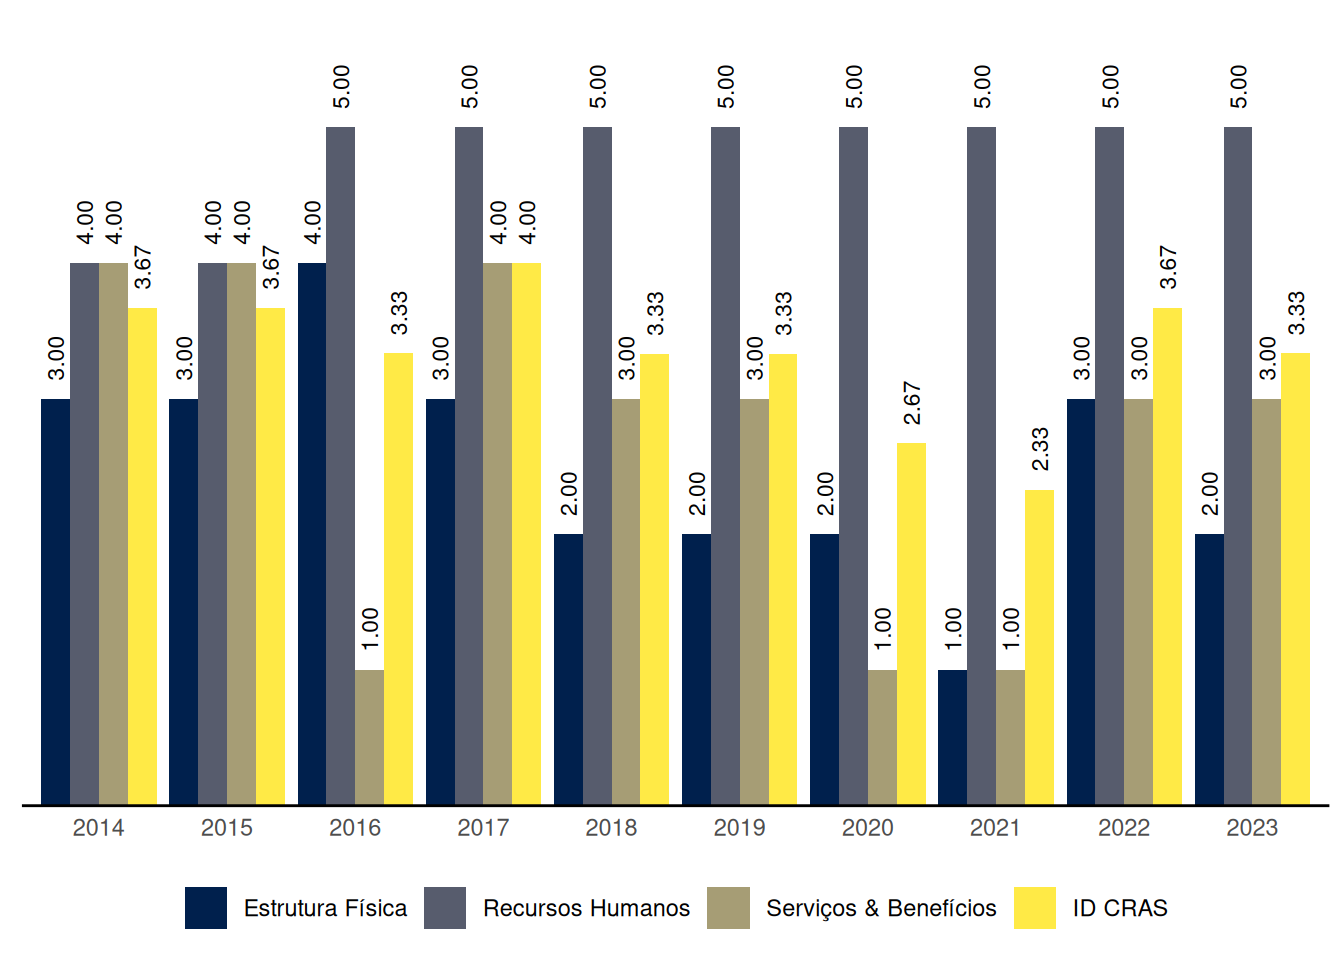 3.00 4.00 4.00 3.67 3.00 4.00 4.00 3.67 4.00 5.00 1.00 3.33 3.00 5.00 4.00 4.00 2.00 5.00 3.00 3.33 2.00 5.00 3.00 3.33 2.00 5.00 1.00 2.67 1.00 5.00 1.00 2.33 3.00 5.00 3.00 3.67 2.00 5.00 3.00 3.33
2014 2015 2016 2017 2018 2019 2020 2021 2022 2023
Estrutura Física Recursos Humanos Serviços & Benefícios ID CRAS